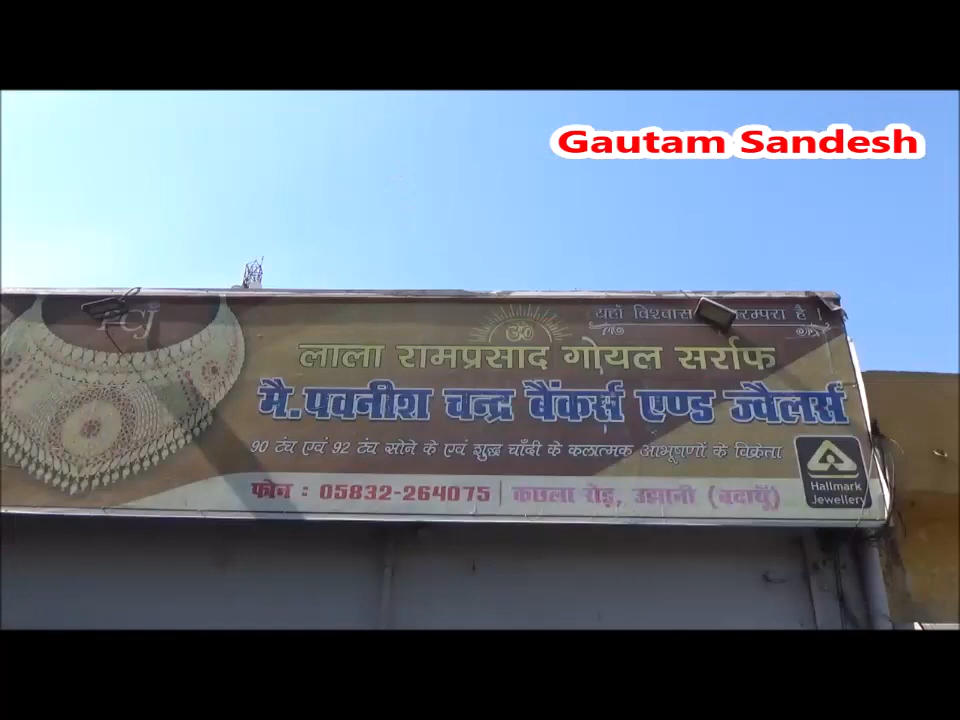 Gautam Sandesh
PCJ
यहाँ विश्वास परम्परा है !
ॐ
लाला रामप्रसाद गोयल सर्राफ
मै. पवनीश चन्द्र बैंकर्स एण्ड ज्वैलर्स
90 टंच एवं 92 टंच सोने के एवं शुद्ध चाँदी के कलात्मक आभूषणों के विक्रेता
फोन : 05832-264075 | कछला रोड़, उझानी (बदायूँ)
Hallmark
Jewellery